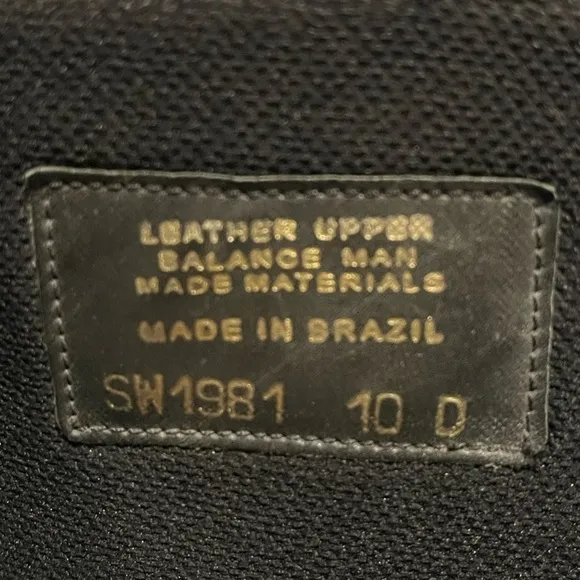 LEATHER UPPER
BALANCE MAN
MADE MATERIALS
MADE IN BRAZIL
SW1981 10 D